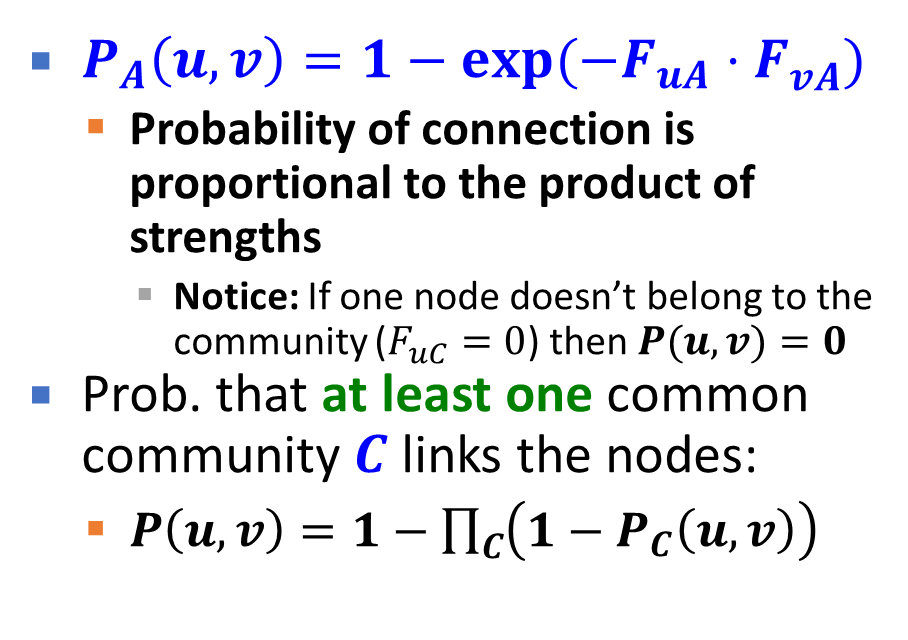 ▪ P_A(u, v) = 1 − exp(−F_uA · F_vA)
▪ Probability of connection is
proportional to the product of
strengths
▪ Notice: If one node doesn’t belong to the
community (F_uC = 0) then P(u, v) = 0
▪ Prob. that at least one common
community C links the nodes:
▪ P(u, v) = 1 − ∏_C(1 − P_C(u, v))